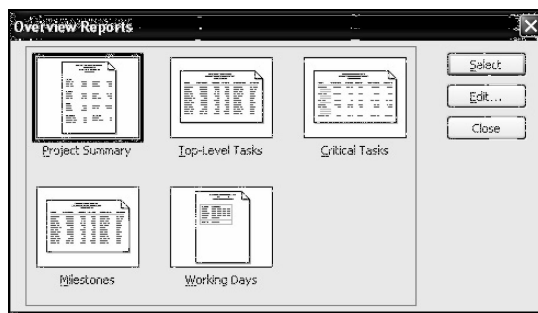 Overview Reports
Select
Edit...
Close
Project Summary
Top-Level Tasks
Critical Tasks
Milestones
Working Days